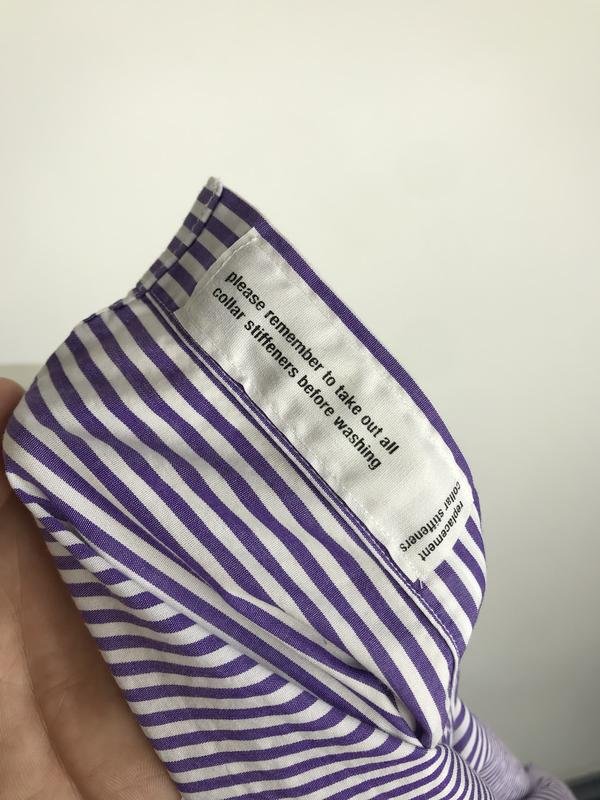 please remember to take out all
collar stiffeners before washing
replacement
collar stiffeners